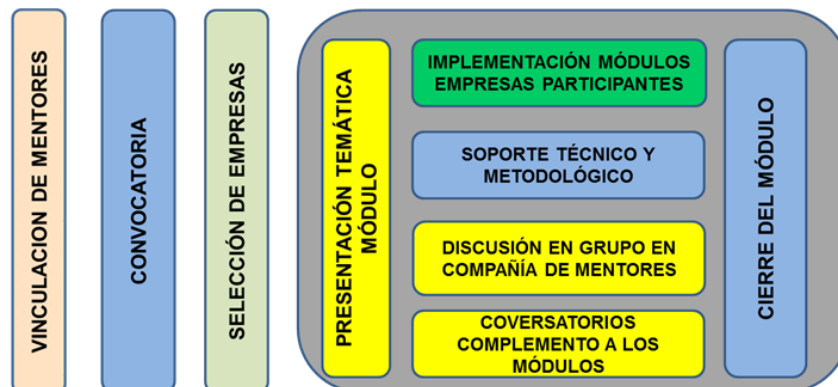 VINCULACION DE MENTORES
CONVOCATORIA
SELECCIÓN DE EMPRESAS
PRESENTACIÓN TEMÁTICA
MÓDULO
IMPLEMENTACIÓN MÓDULOS
EMPRESAS PARTICIPANTES
SOPORTE TÉCNICO Y
METODOLÓGICO
DISCUSIÓN EN GRUPO EN
COMPAÑÍA DE MENTORES
COVERSATORIOS
COMPLEMENTO A LOS
MÓDULOS
CIERRE DEL MÓDULO